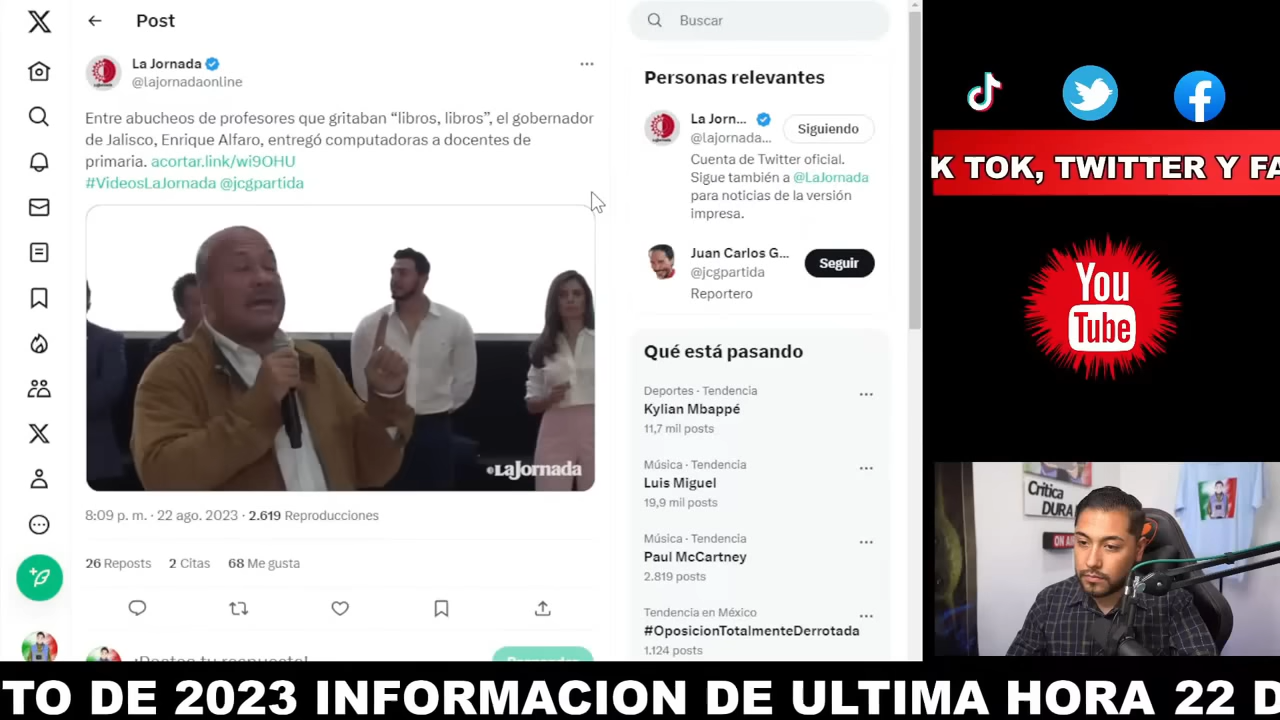 Post
La Jornada
@lajornadaonline
Entre abucheos de profesores que gritaban “libros, libros”, el gobernador
de Jalisco, Enrique Alfaro, entregó computadoras a docentes de
primaria. acortar.link/wi9OHU
#VideosLaJornada @jcgpartida
LaJornada
8:09 p. m. · 22 ago. 2023 · 2.619 Reproducciones
26 Reposts 2 Citas 68 Me gusta
Buscar
Personas relevantes
La Jorn...
@lajornada...
Siguiendo
Cuenta de Twitter oficial.
Sigue también a @LaJornada
para noticias de la versión
impresa.
Juan Carlos G...
@jcgpartida
Seguir
Reportero
Qué está pasando
Deportes · Tendencia
Kylian Mbappé
11,7 mil posts
Música · Tendencia
Luis Miguel
19,9 mil posts
Música · Tendencia
Paul McCartney
2.819 posts
Tendencia en México
#OposicionTotalmenteDerrotada
1.124 posts
K TOK, TWITTER Y FA
You
Tube
Crítica
DURA
ON AI
TO DE 2023 INFORMACION DE ULTIMA HORA 22 D